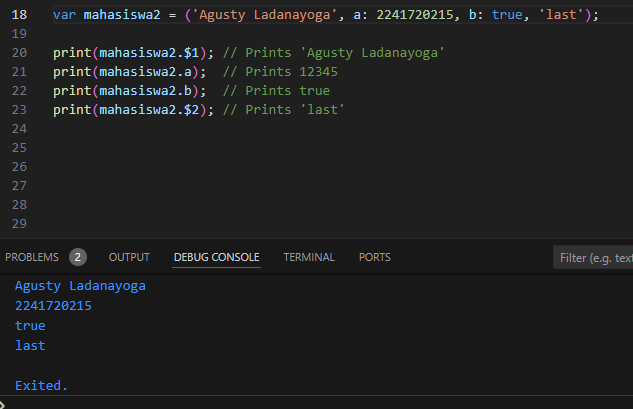 18 var mahasiswa2 = ('Agusty Ladanayoga', a: 2241720215, b: true, 'last');
19
20 print(mahasiswa2.$1); // Prints 'Agusty Ladanayoga'
21 print(mahasiswa2.a);  // Prints 12345
22 print(mahasiswa2.b);  // Prints true
23 print(mahasiswa2.$2); // Prints 'last'
24
25
26
27
28
29
PROBLEMS 2 OUTPUT DEBUG CONSOLE TERMINAL PORTS Filter (e.g. text
Agusty Ladanayoga
2241720215
true
last
Exited.